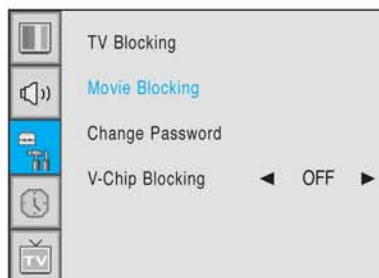 TV Blocking
Movie Blocking
Change Password
V-Chip Blocking ◄ OFF ►
TV